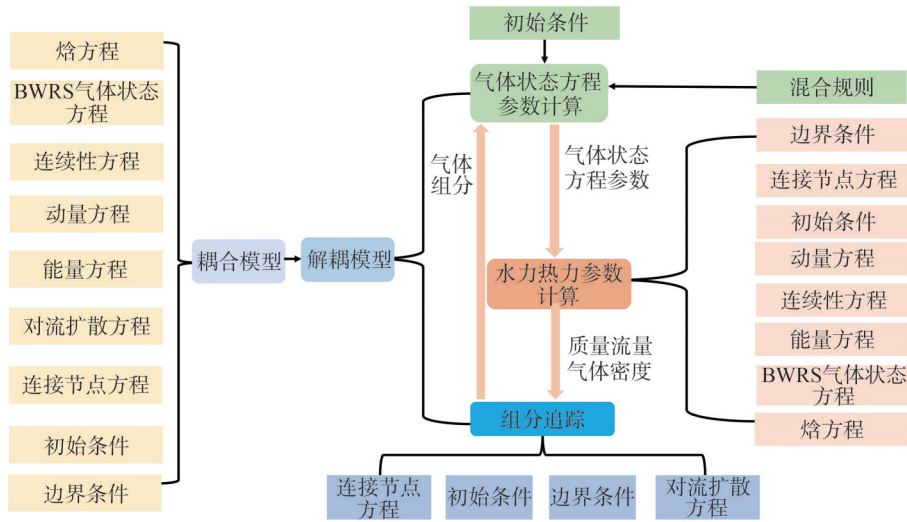 焓方程
BWRS气体状态
方程
连续性方程
动量方程
能量方程
对流扩散方程
连接节点方程
初始条件
边界条件
耦合模型
解耦模型
初始条件
气体状态方程
参数计算
混合规则
气体
组分
气体状态
方程参数
水力热力参数
计算
质量流量
气体密度
组分追踪
连接节点
方程
初始条件
边界条件
对流扩散
方程
边界条件
连接节点方程
初始条件
动量方程
连续性方程
能量方程
BWRS气体状态
方程
焓方程